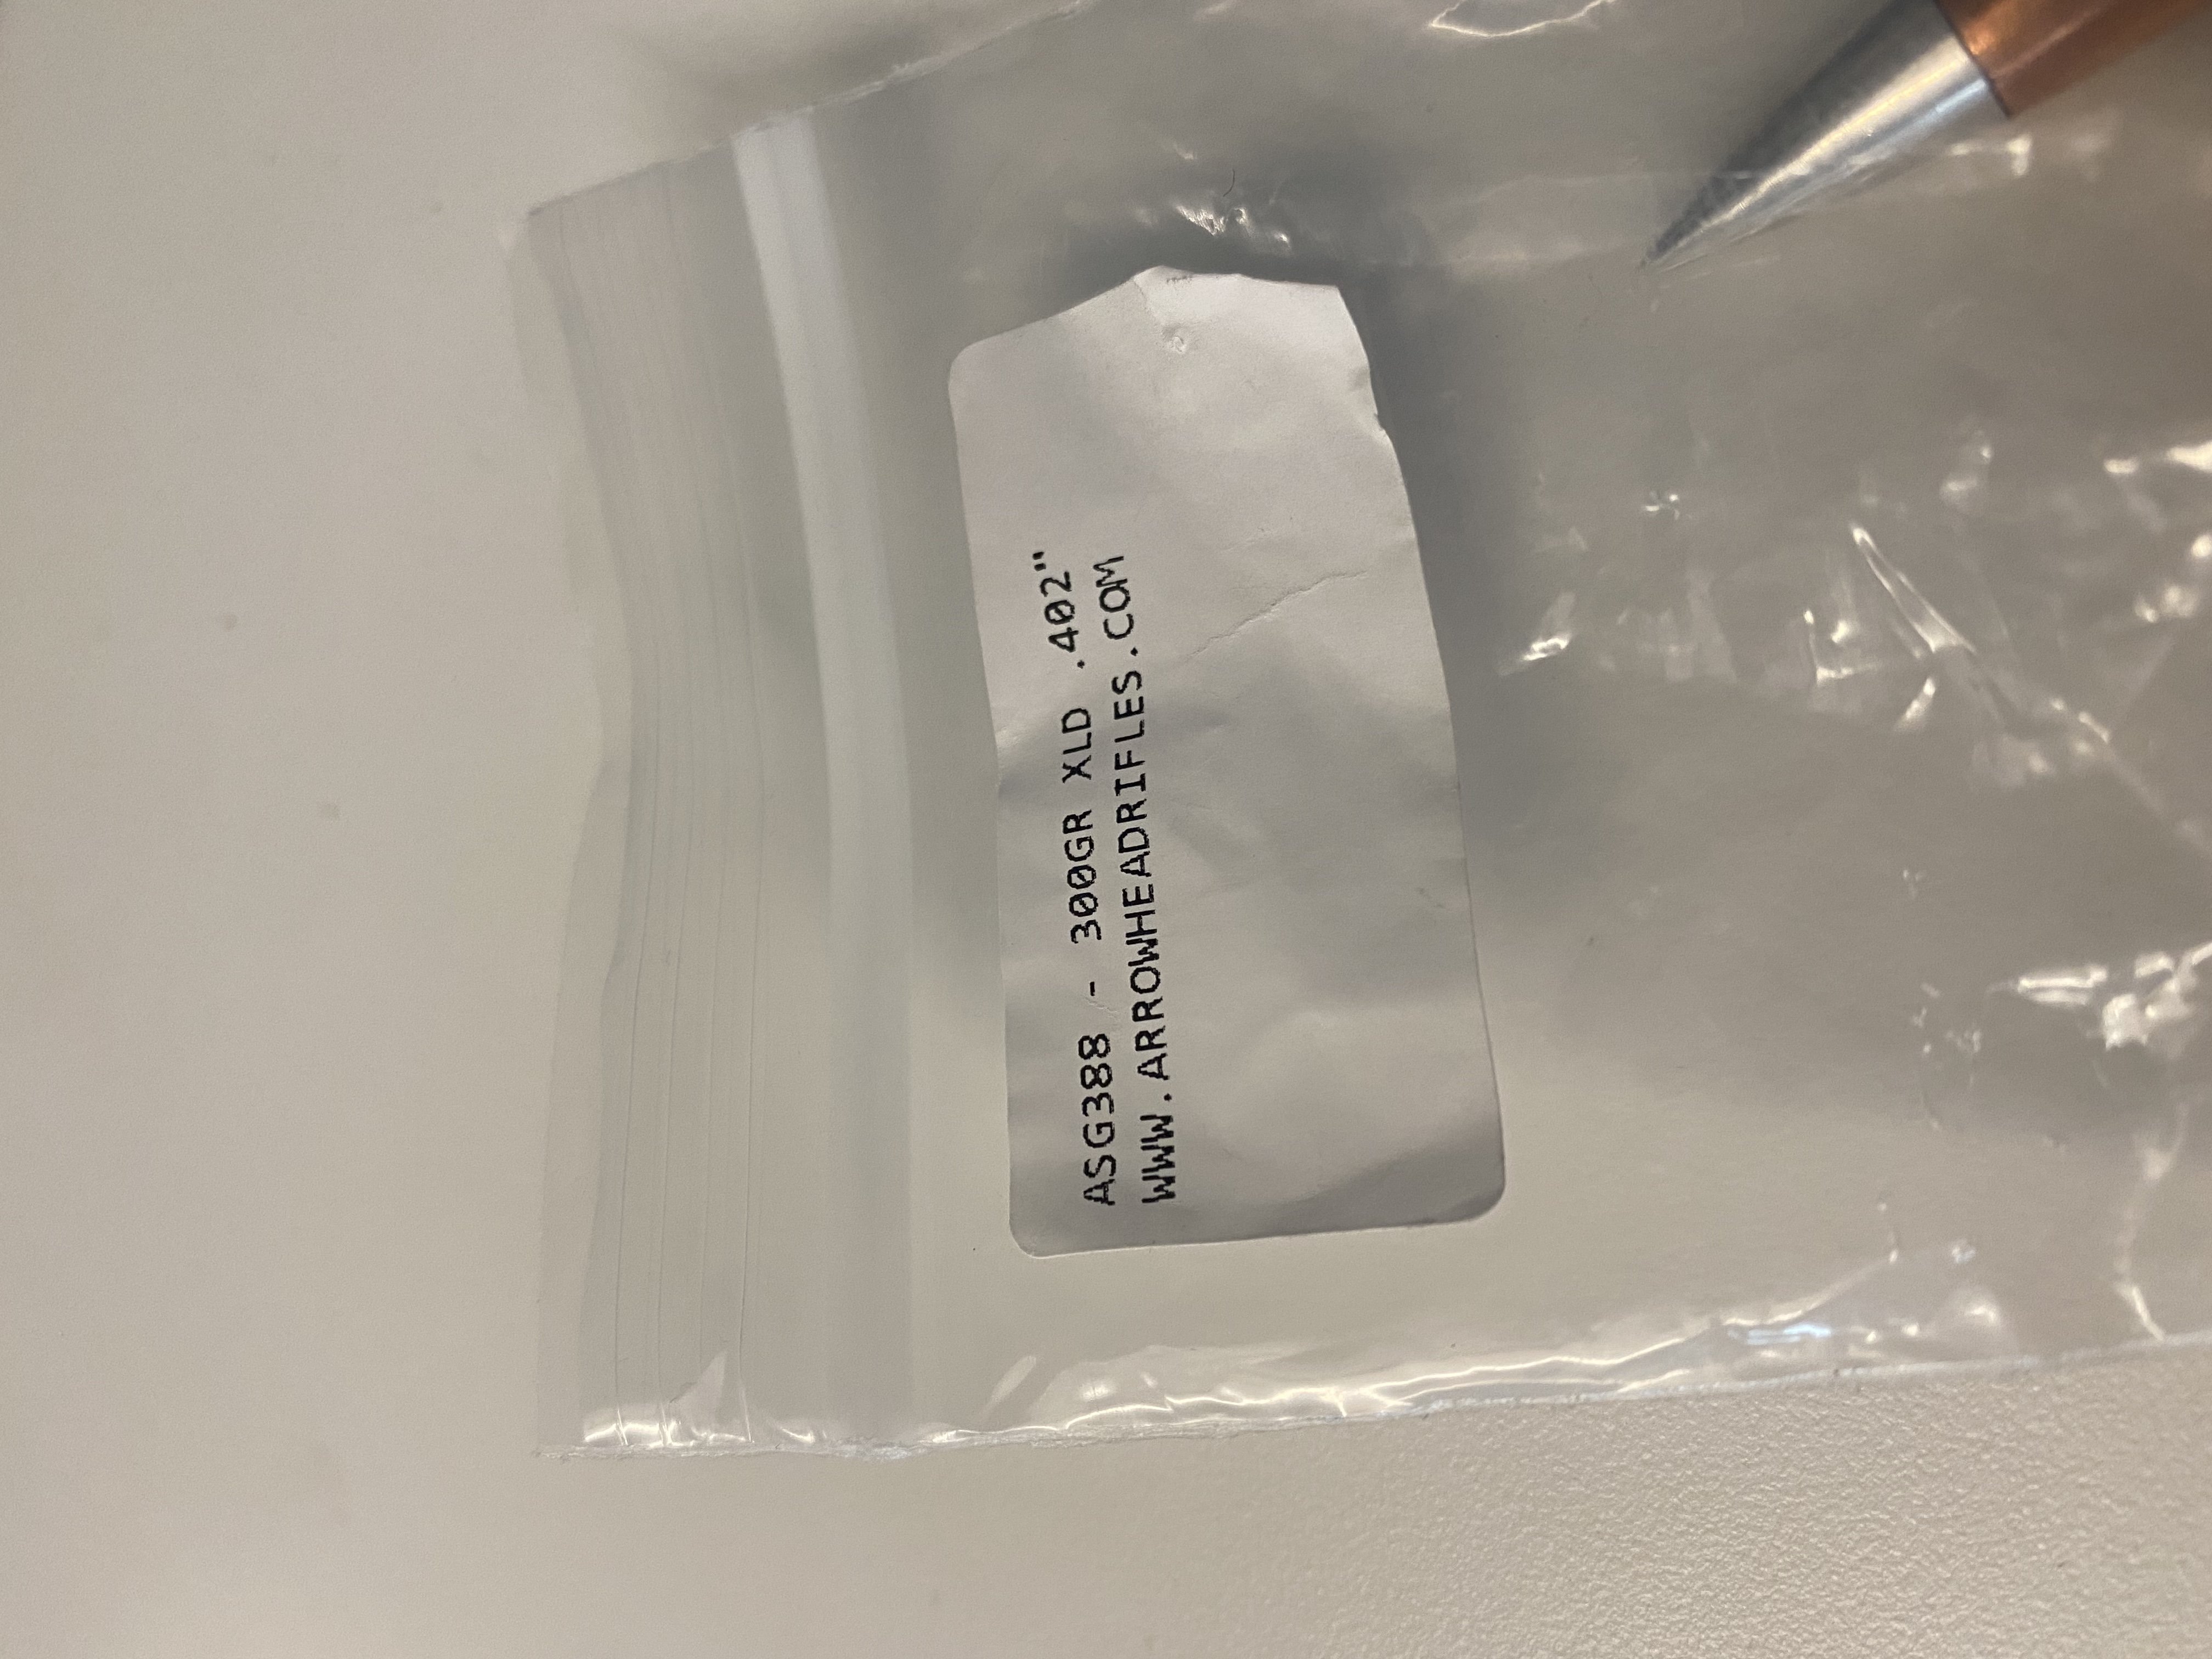 ASG388 - 300GR XLD .402"
WWW.ARROWHEADRIFLES.COM